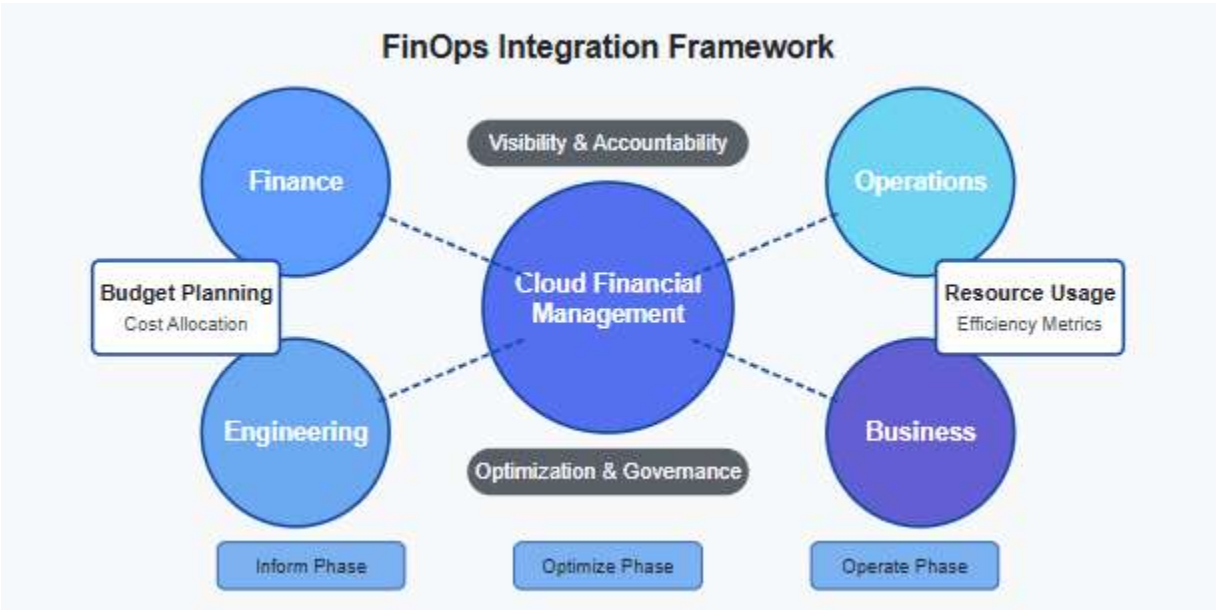 FinOps Integration Framework
Visibility & Accountability
Finance
Operations
Cloud Financial
Management
Budget Planning
Cost Allocation
Resource Usage
Efficiency Metrics
Engineering
Business
Optimization & Governance
Inform Phase
Optimize Phase
Operate Phase